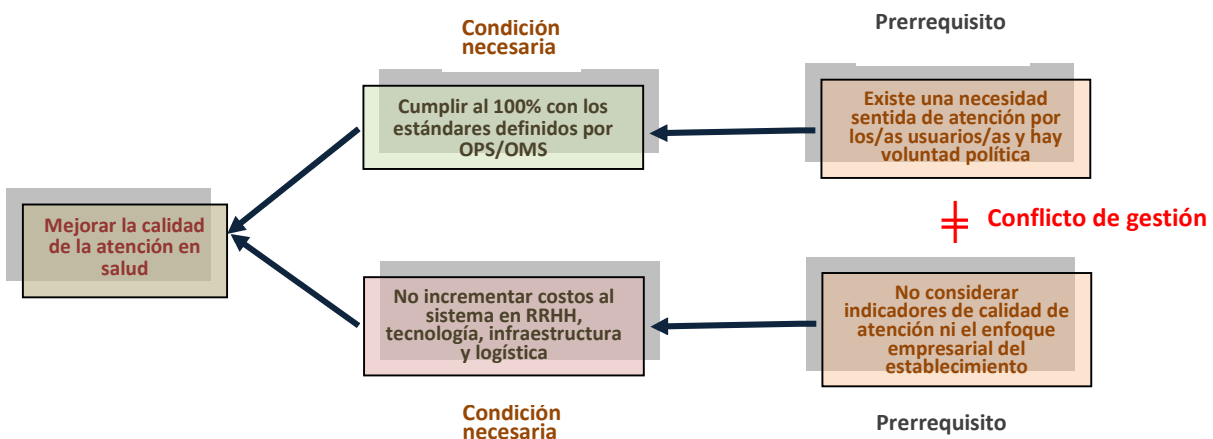 Condición
necesaria
Prerrequisito
Cumplir al 100% con los
estándares definidos por
OPS/OMS
Existe una necesidad
sentida de atención por
los/as usuarios/as y hay
voluntad política
Mejorar la calidad
de la atención en
salud
Conflicto de gestión
No incrementar costos al
sistema en RRHH,
tecnología, infraestructura
y logística
No considerar
indicadores de calidad de
atención ni el enfoque
empresarial del
establecimiento
Condición
necesaria
Prerrequisito